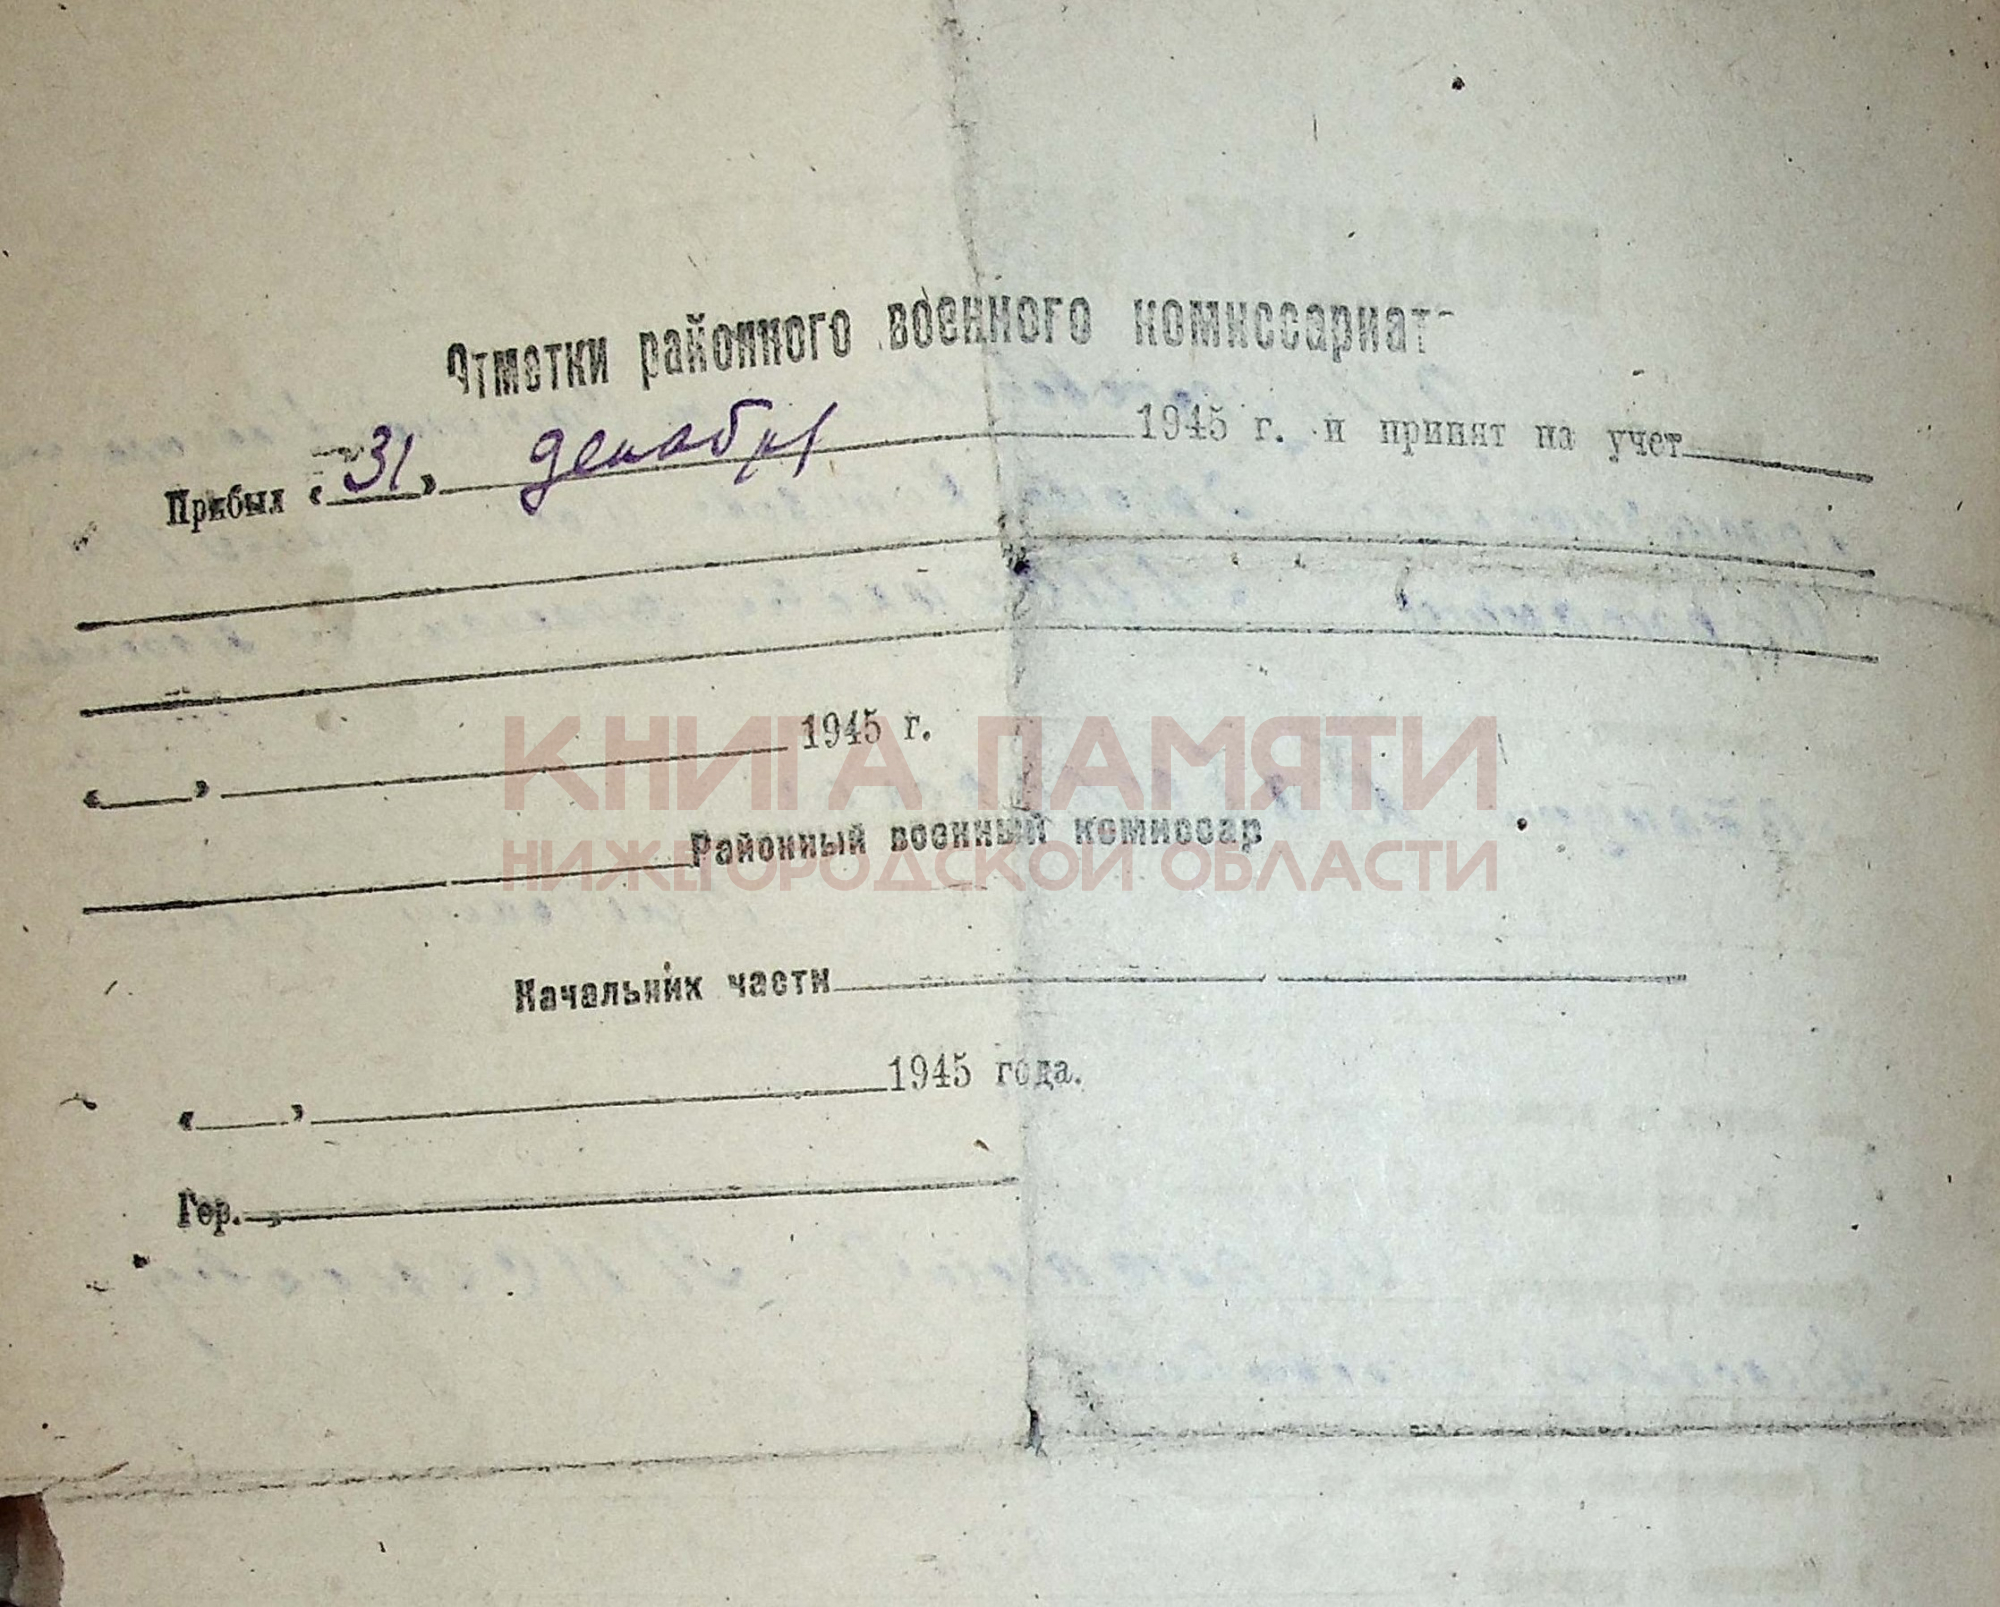 Отметки районного военного комиссариат
Прибыл « 31 » декабря 1945 г. и принят на учет
« » 1945 г.
КНИГА ПАМЯТИ
Районный военный комиссар
НИЖЕГОРОДСКОЙ ОБЛАСТИ
Начальник части
« » 1945 года.
Гор.